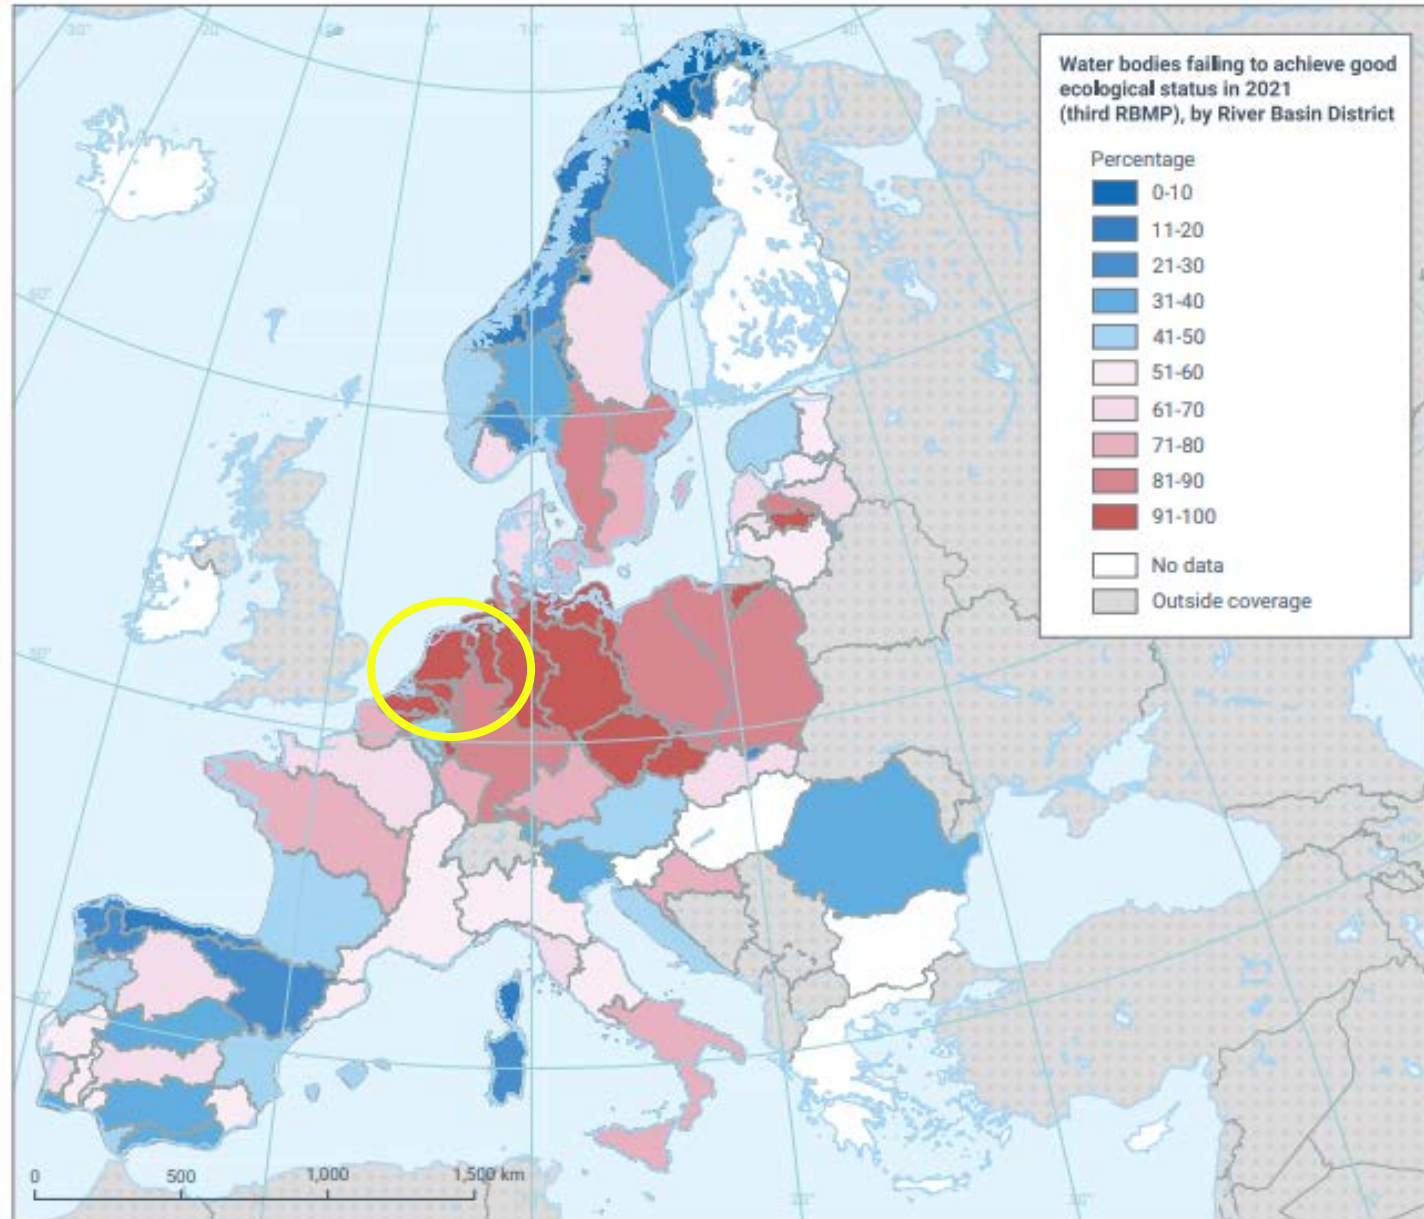 Water bodies failing to achieve good
ecological status in 2021
(third RBMP), by River Basin District
Percentage
0-10
11-20
21-30
31-40
41-50
51-60
61-70
71-80
81-90
91-100
No data
Outside coverage
0
500
1,000
1,500 km